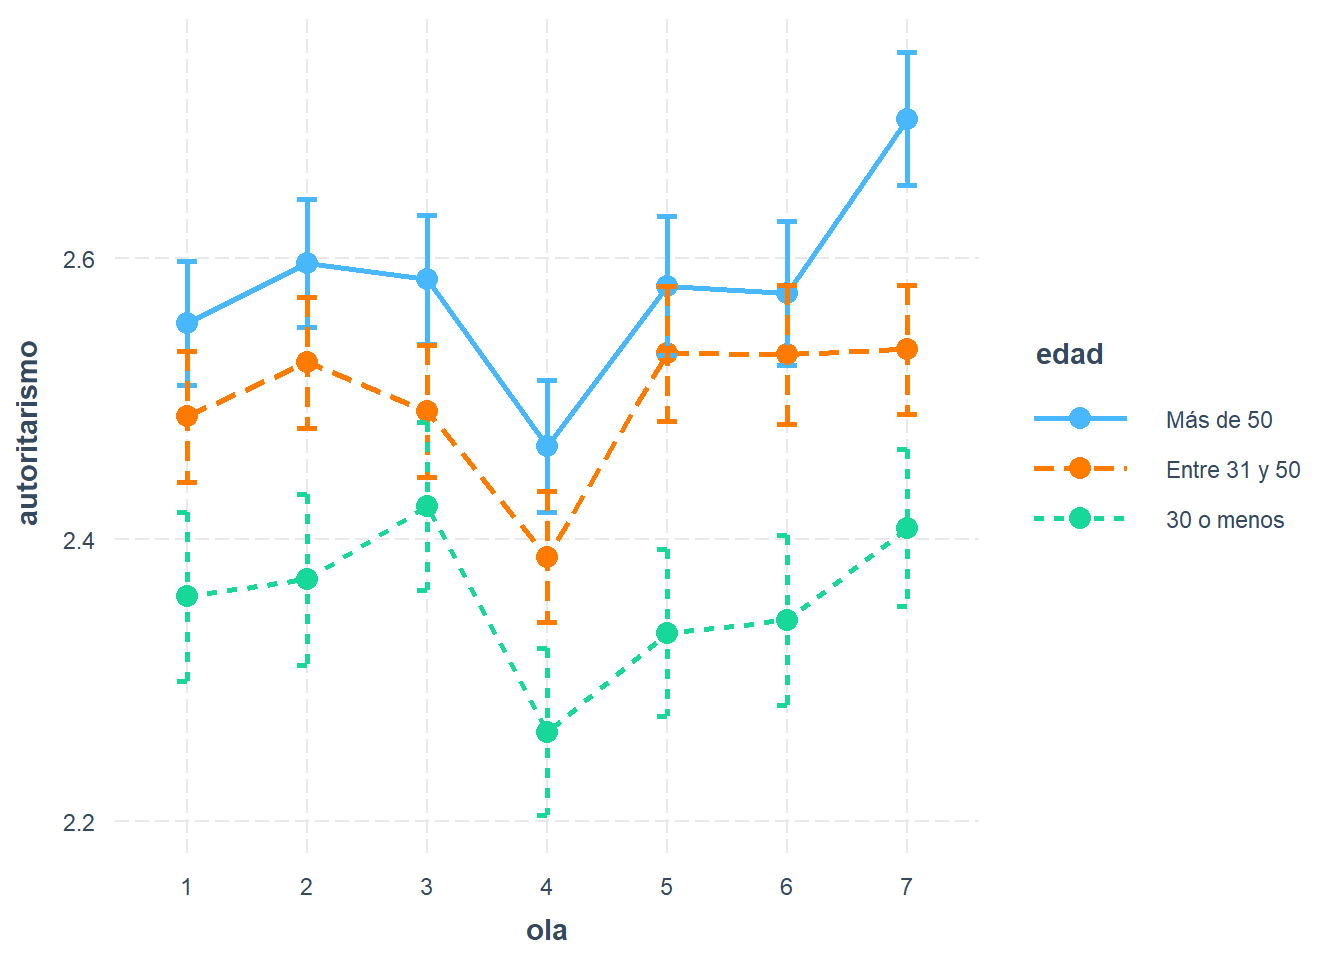 autoritarismo
2.6
2.4
2.2
1 2 3 4 5 6 7
ola
edad
Más de 50
Entre 31 y 50
30 o menos